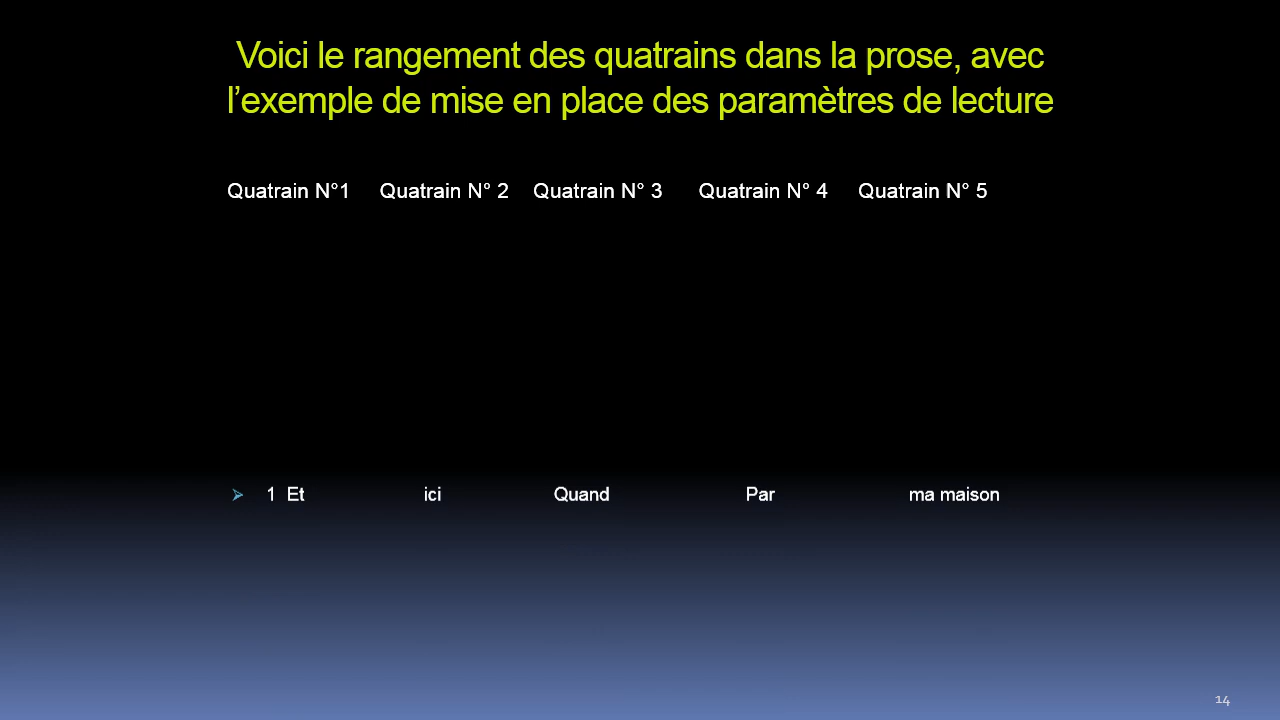 Voici le rangement des quatrains dans la prose, avec
l’exemple de mise en place des paramètres de lecture
Quatrain N°1 Quatrain N° 2 Quatrain N° 3 Quatrain N° 4 Quatrain N° 5
1 Et ici Quand Par ma maison
14